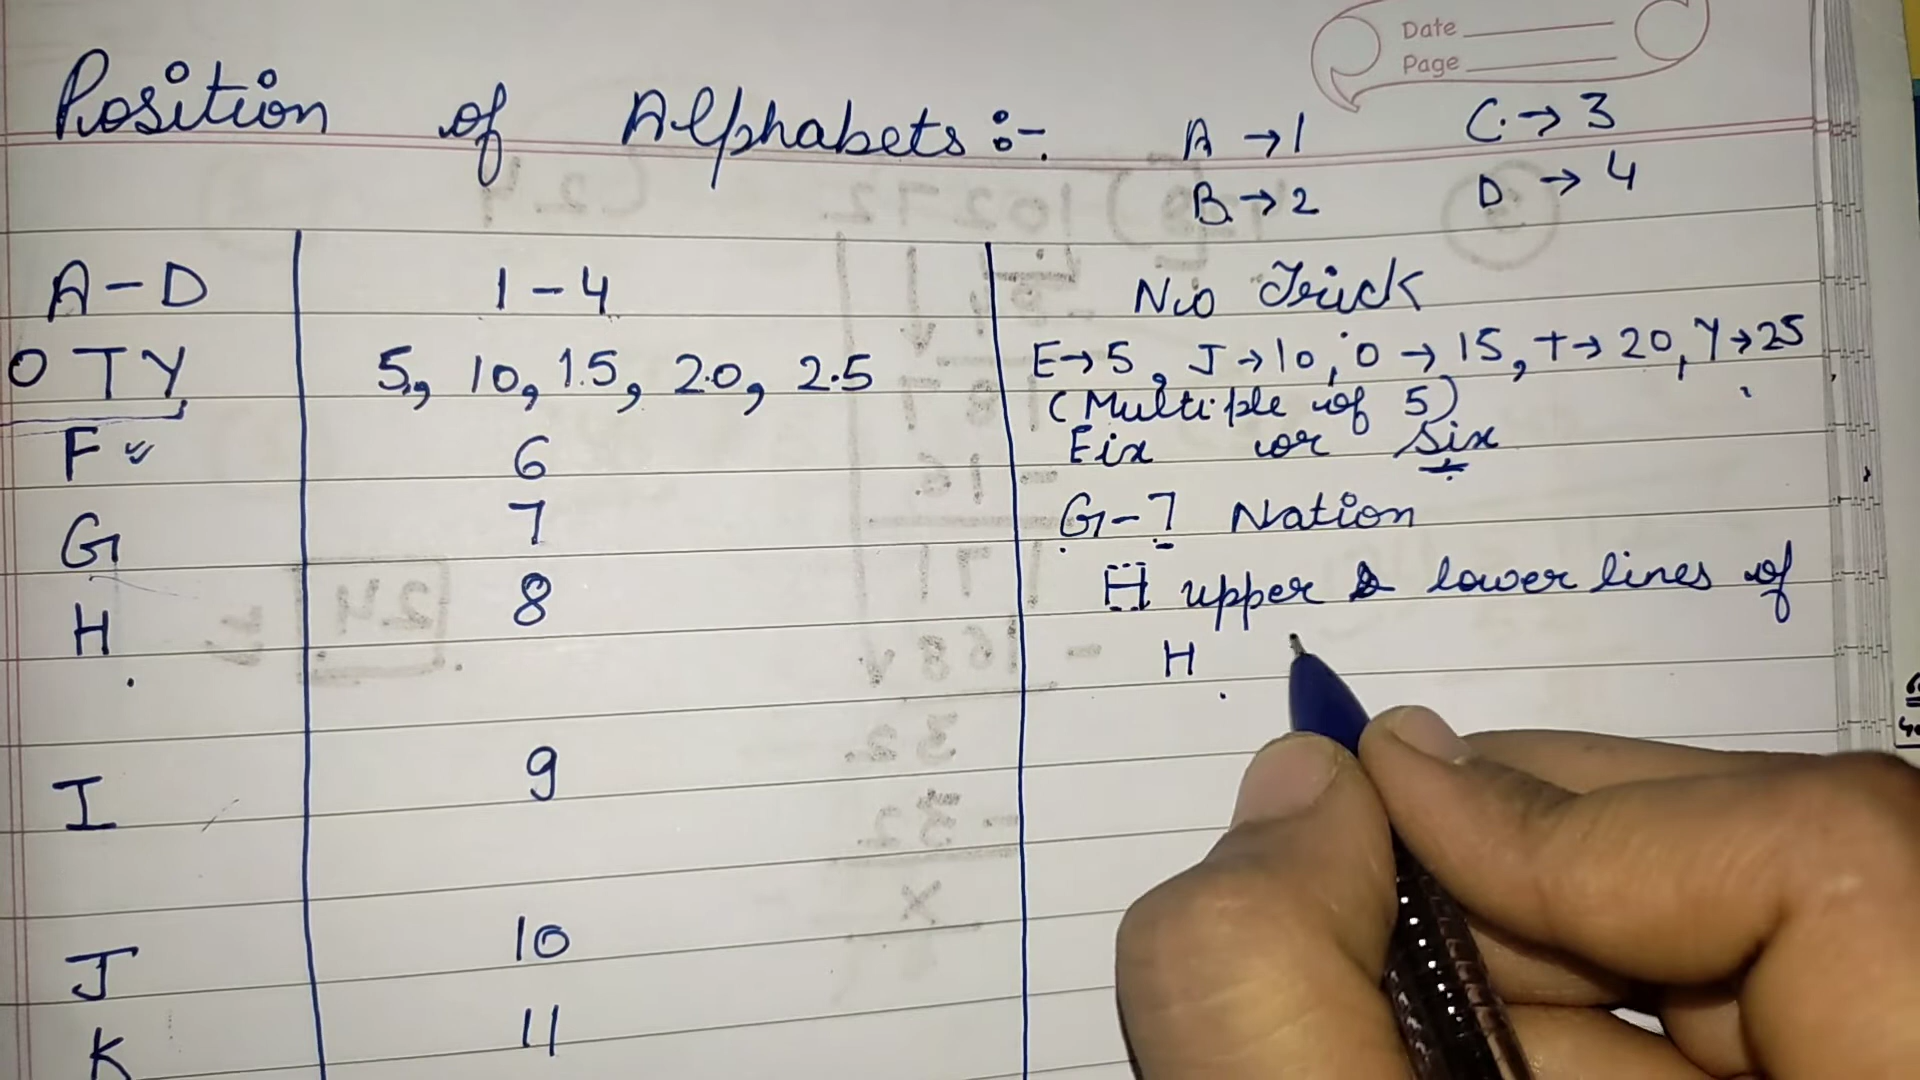 Date
Page
Position of Alphabets :-
A → 1
C → 3
B → 2
D → 4
A - D 1 - 4 No Trick
O T Y 5, 10, 15, 20, 25 E → 5, J → 10, O → 15, T → 20, Y → 25
(Multiple of 5)
F 6 Eix or Six
G 7 G - 7 Nation
H 8 H upper & lower lines of
H
I 9
J 10
K 11